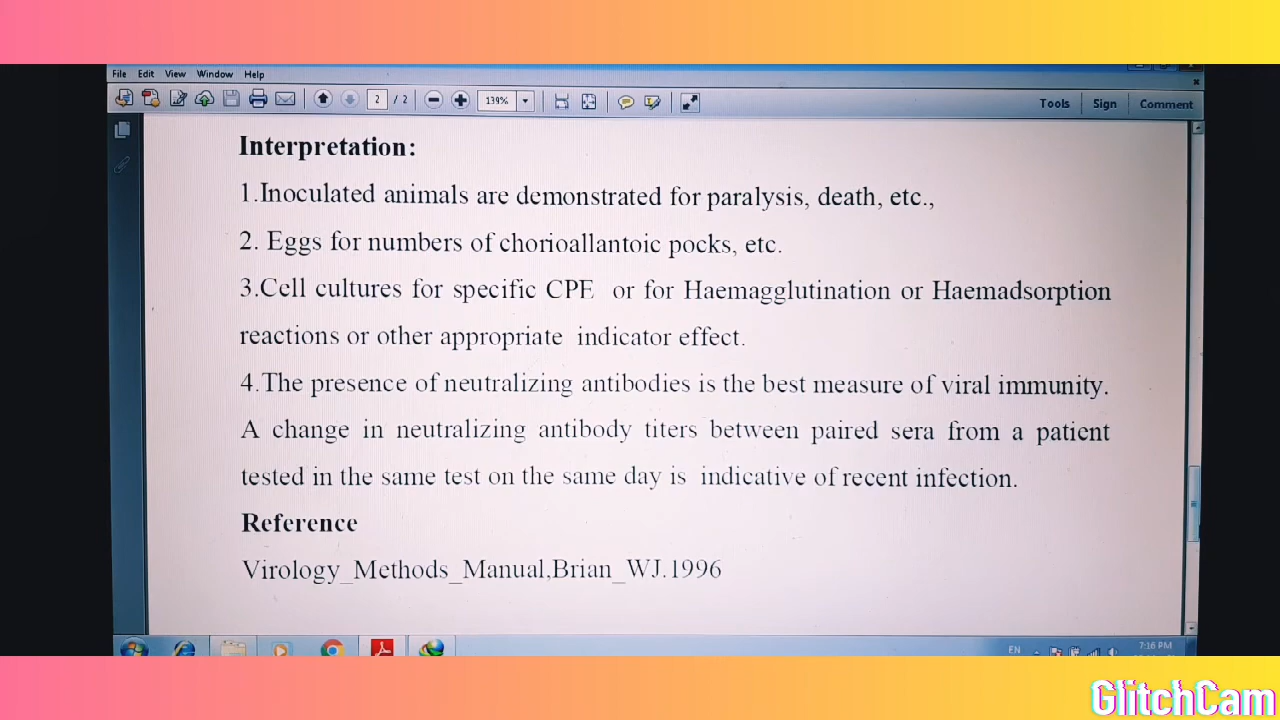 File Edit View Window Help
2 / 2 139% Tools Sign Comment
Interpretation:
1.Inoculated animals are demonstrated for paralysis, death, etc.,
2. Eggs for numbers of chorioallantoic pocks, etc.
3.Cell cultures for specific CPE or for Haemagglutination or Haemadsorption
reactions or other appropriate indicator effect.
4.The presence of neutralizing antibodies is the best measure of viral immunity.
A change in neutralizing antibody titers between paired sera from a patient
tested in the same test on the same day is indicative of recent infection.
Reference
Virology_Methods_Manual,Brian_WJ.1996
EN 7:16 PM
GlitchCam